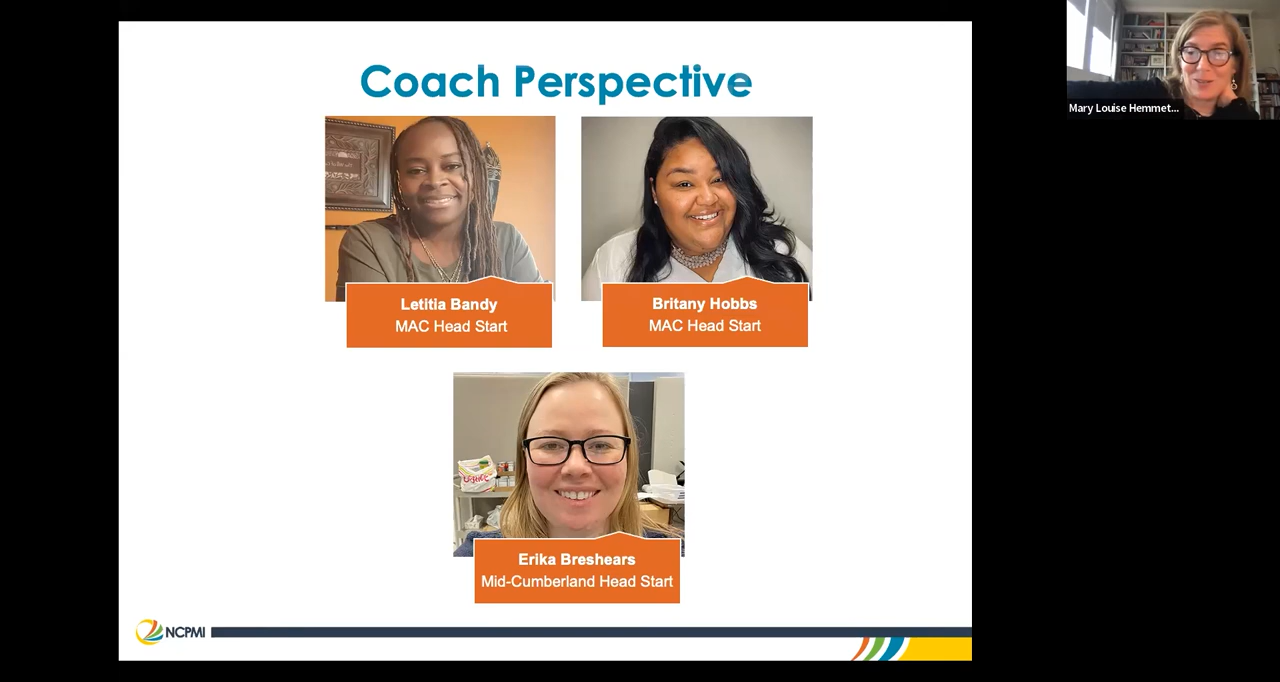 Coach Perspective
Mary Louise Hemmet...
Letitia Bandy
MAC Head Start
Britany Hobbs
MAC Head Start
Erika Breshears
Mid-Cumberland Head Start
NCPMI